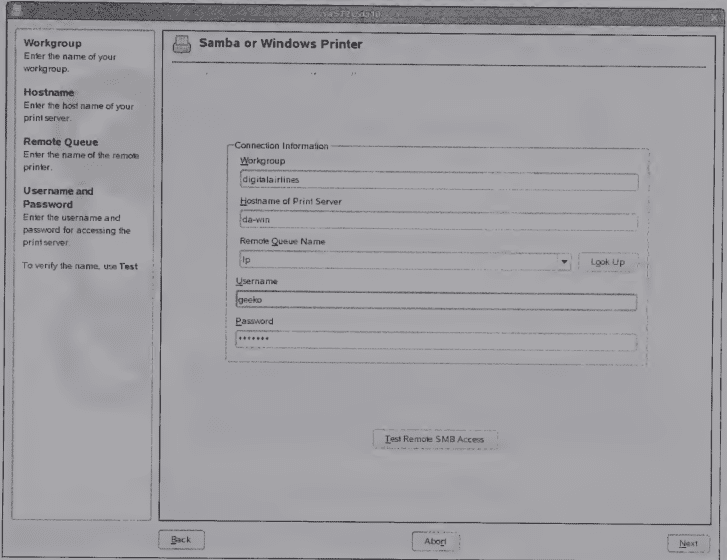 Workgroup
Enter the name of your
workgroup.
Hostname
Enter the host name of your
print server.
Remote Queue
Enter the name of the remote
printer.
Username and
Password
Enter the username and
password for accessing the
print server.
To verify the name, use Test
Samba or Windows Printer
Connection Information
Workgroup
digitalairlines
Hostname of Print Server
da-win
Remote Queue Name
lp
Look Up
Username
geeko
Password
*******
Test Remote SMB Access
Back
Abort
Next